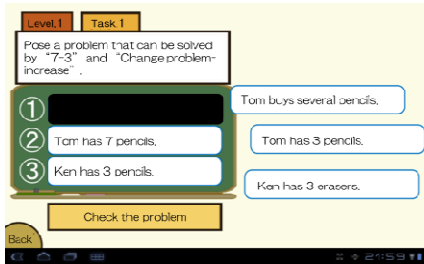 Level.1 Task.1
Pose a problem that can be solved
by "7-3" and "Change problem-
increase".
①
Tom buys several pencils.
② Tom has 7 pencils.
Tom has 3 pencils.
③ Ken has 3 pencils.
Ken has 3 erasers.
Check the problem
Back
21:59